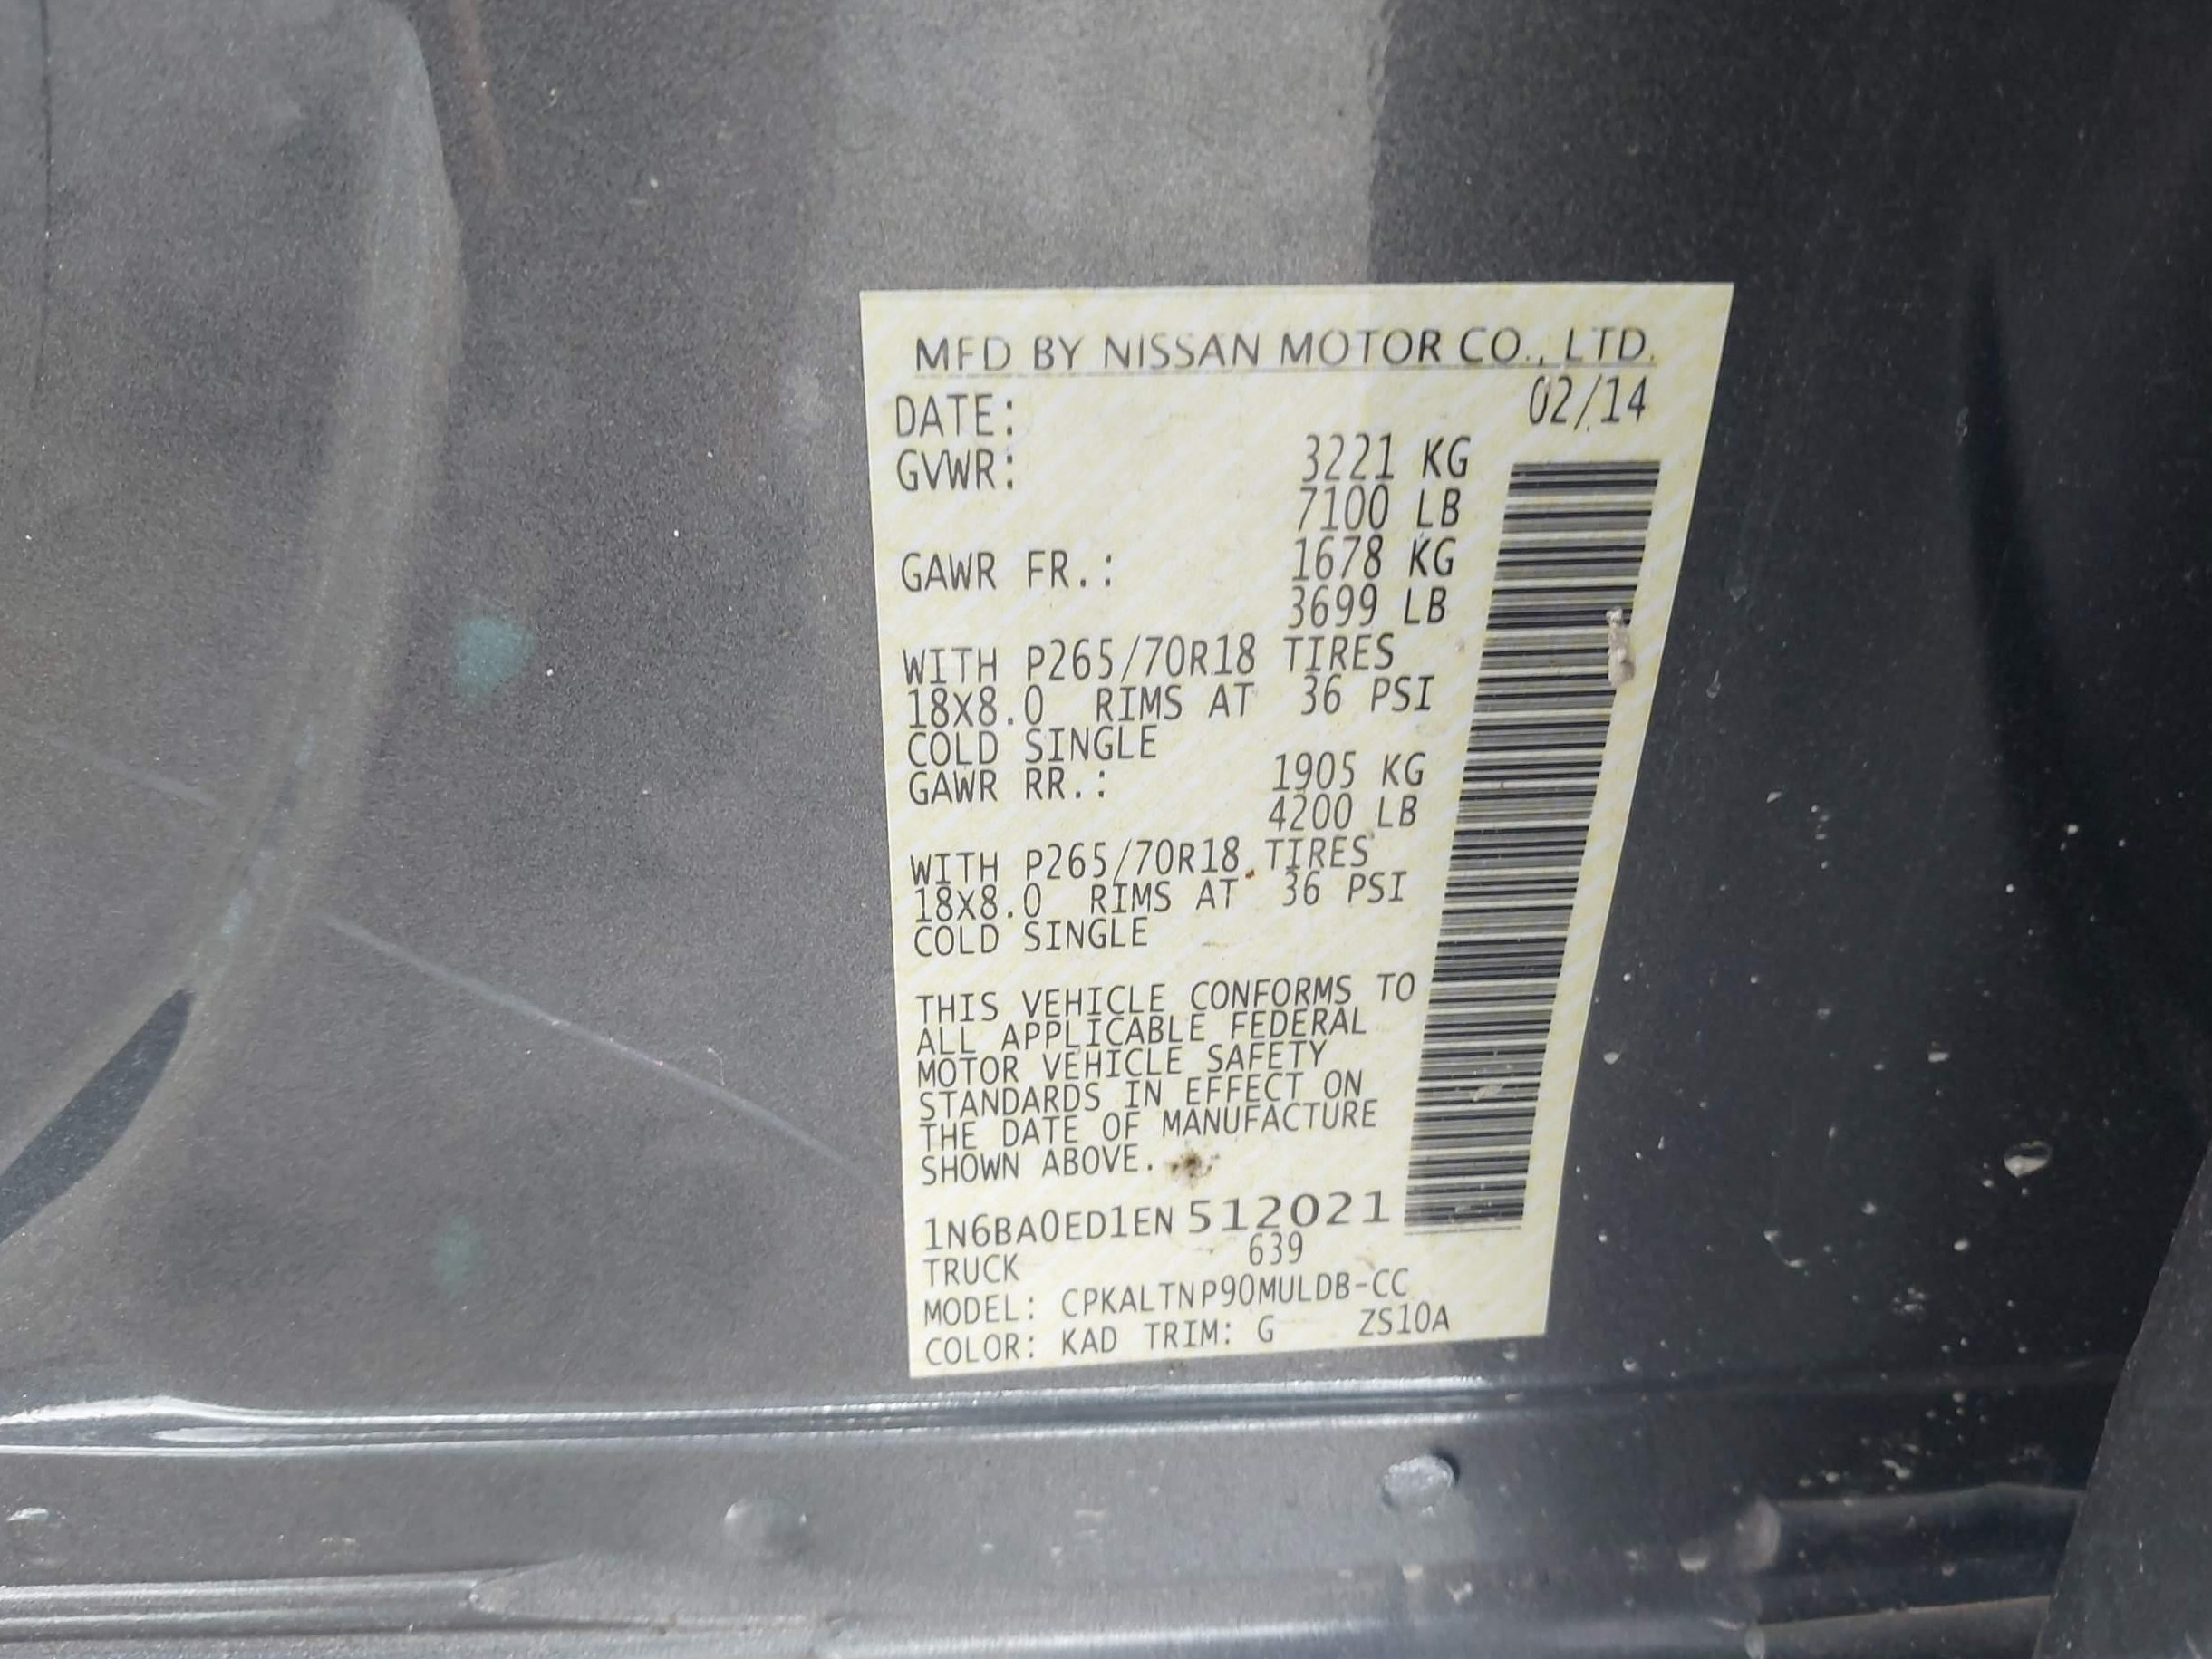 MFD BY NISSAN MOTOR CO., LTD.
DATE: 02/14
GVWR: 3221 KG
7100 LB
GAWR FR.: 1678 KG
3699 LB
WITH P265/70R18 TIRES
18X8.0 RIMS AT 36 PSI
COLD SINGLE
GAWR RR.: 1905 KG
4200 LB
WITH P265/70R18 TIRES
18X8.0 RIMS AT 36 PSI
COLD SINGLE
THIS VEHICLE CONFORMS TO
ALL APPLICABLE FEDERAL
MOTOR VEHICLE SAFETY
STANDARDS IN EFFECT ON
THE DATE OF MANUFACTURE
SHOWN ABOVE.
1N6BA0ED1EN 512021
TRUCK 639
MODEL: CPKALTNP90MULDB-CC
COLOR: KAD TRIM: G ZS10A